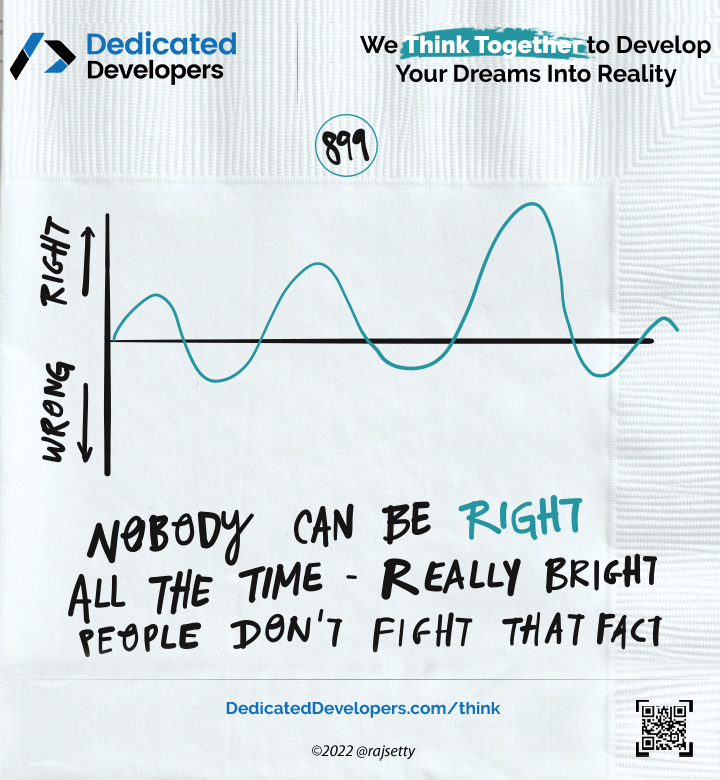 Dedicated
Developers
We Think Together to Develop
Your Dreams Into Reality
899
RIGHT
WRONG
NOBODY CAN BE RIGHT
ALL THE TIME - REALLY BRIGHT
PEOPLE DON'T FIGHT THAT FACT
DedicatedDevelopers.com/think
©2022 @rajsetty